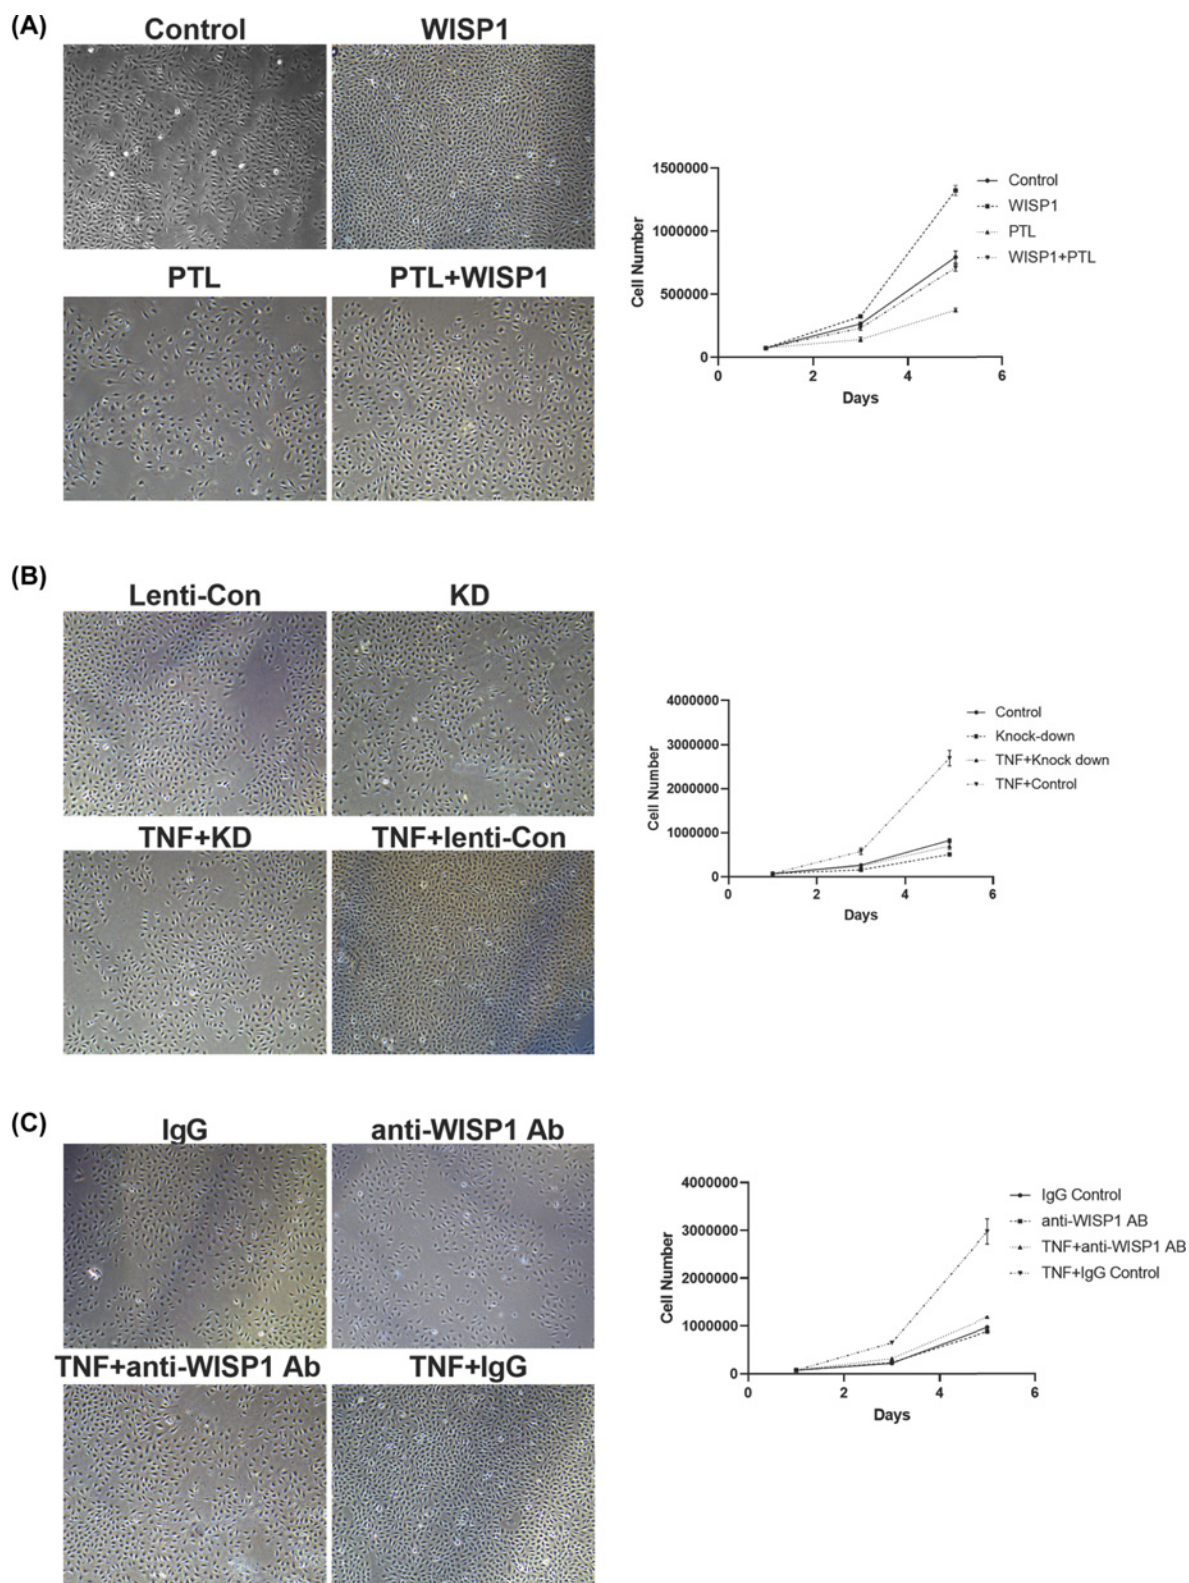 (A)
Control WISP1
PTL PTL+WISP1
1500000
1000000
500000
0
0 2 4 6
Cell Number
Days
Control
WISP1
PTL
WISP1+PTL
(B)
Lenti-Con KD
TNF+KD TNF+lenti-Con
4000000
3000000
2000000
1000000
0
0 2 4 6
Cell Number
Days
Control
Knock-down
TNF+Knock down
TNF+Control
(C)
IgG anti-WISP1 Ab
TNF+anti-WISP1 Ab TNF+IgG
4000000
3000000
2000000
1000000
0
0 2 4 6
Cell Number
Days
IgG Control
anti-WISP1 AB
TNF+anti-WISP1 AB
TNF+IgG Control